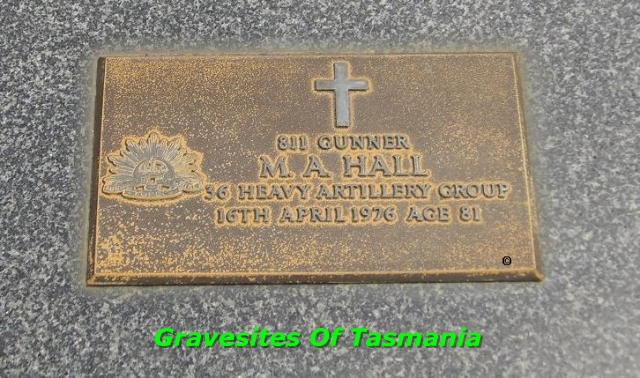 811 GUNNER
M. A. HALL
36 HEAVY ARTILLERY GROUP
16TH APRIL 1976 AGE 81
©
Gravesites Of Tasmania